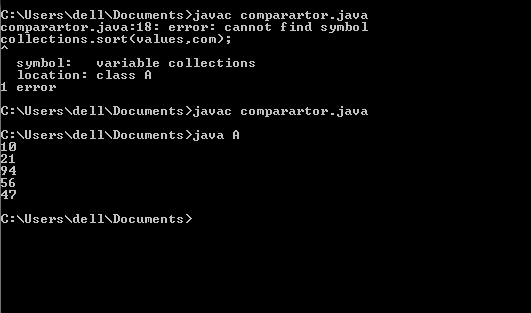 C:\Users\dell\Documents>javac comparartor.java
comparartor.java:18: error: cannot find symbol
collections.sort(values,com);
^
  symbol:   variable collections
  location: class A
1 error
C:\Users\dell\Documents>javac comparartor.java
C:\Users\dell\Documents>java A
10
21
94
56
47
C:\Users\dell\Documents>